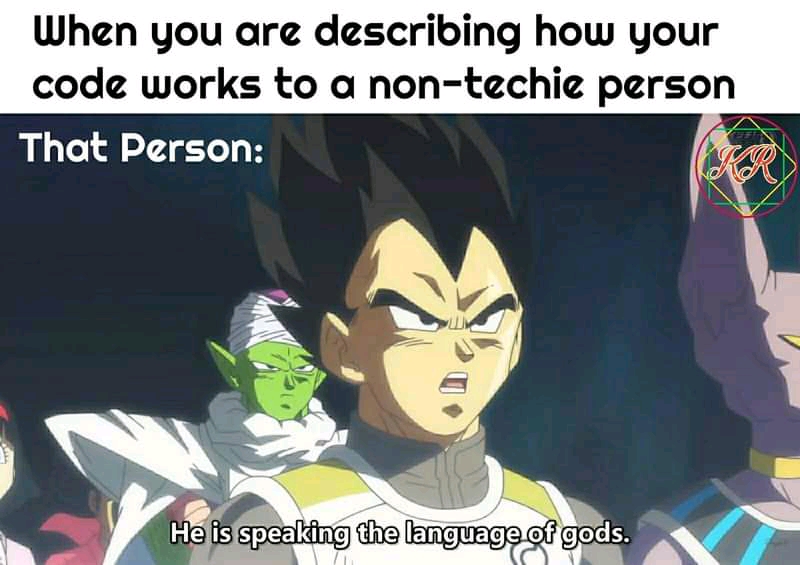 When you are describing how your
code works to a non-techie person
That Person:
KR
He is speaking the language of gods.